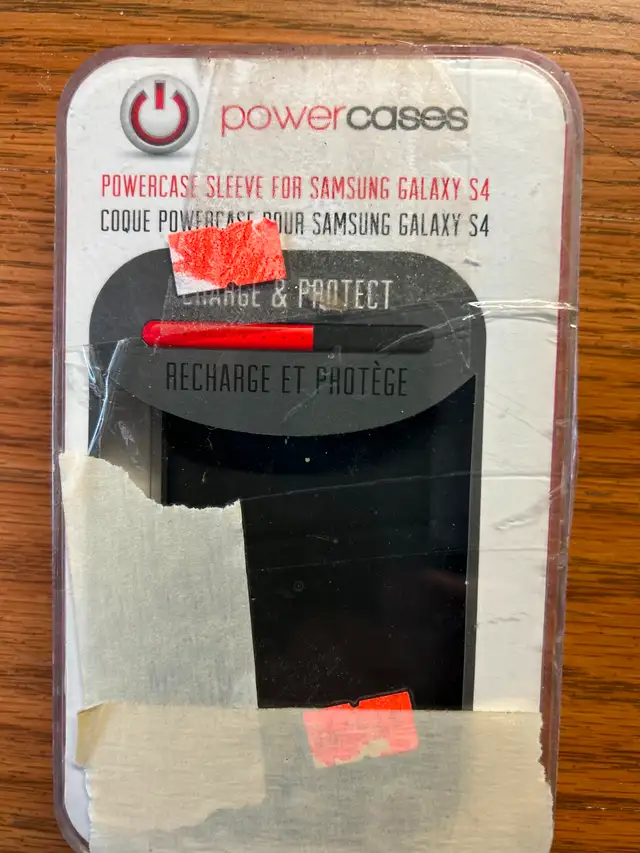 powercases
POWERCASE SLEEVE FOR SAMSUNG GALAXY S4
COQUE POWERCASE POUR SAMSUNG GALAXY S4
CHARGE & PROTECT
RECHARGE ET PROTÈGE